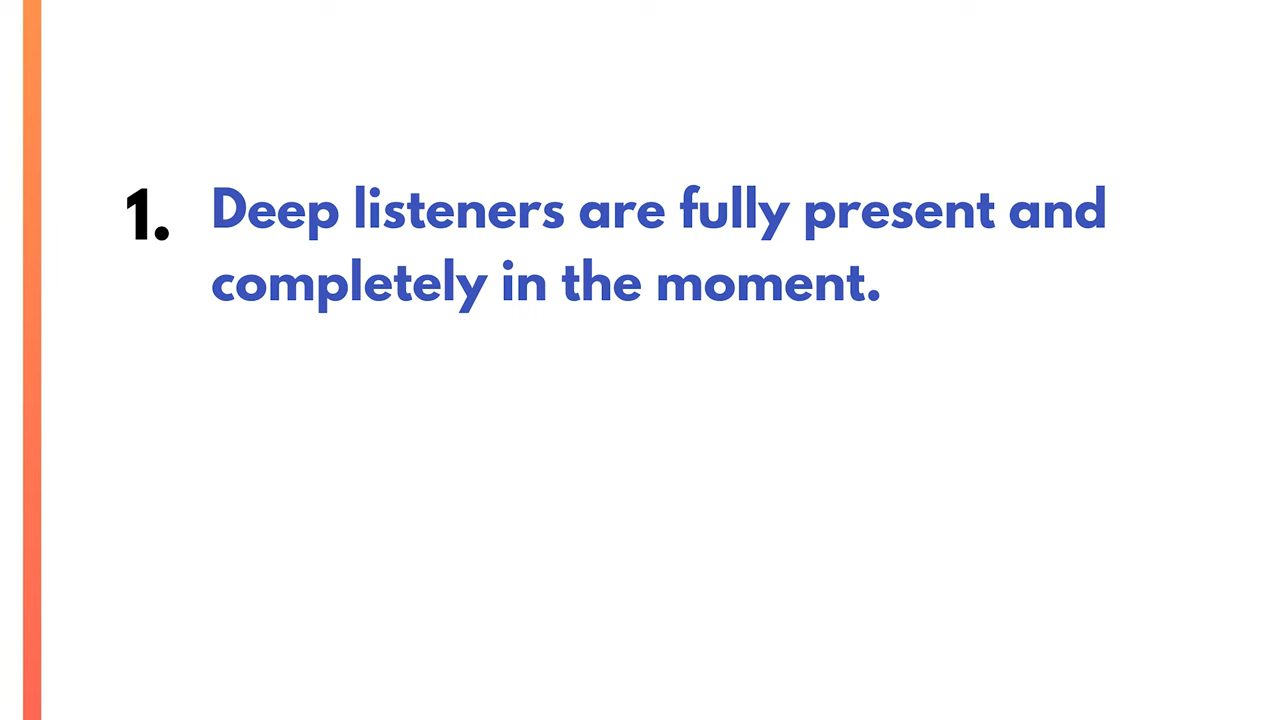 1. Deep listeners are fully present and
completely in the moment.